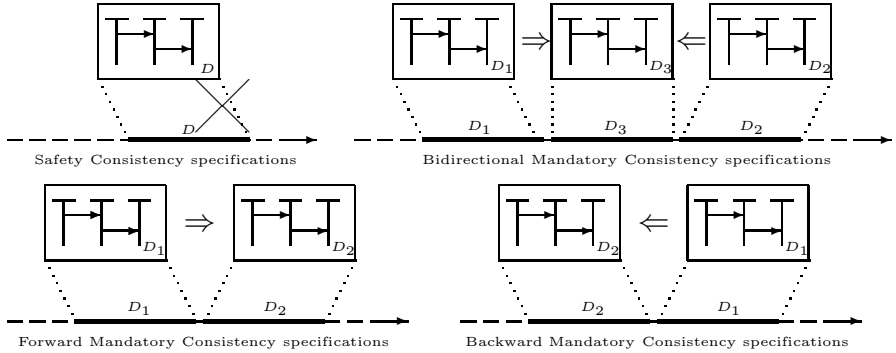 D
D₁ ⇒ D₃ ⇐ D₂
D
D₁ D₃ D₂
Safety Consistency specifications
Bidirectional Mandatory Consistency specifications
D₁ ⇒ D₂
D₂ ⇐ D₁
D₁ D₂
D₂ D₁
Forward Mandatory Consistency specifications
Backward Mandatory Consistency specifications